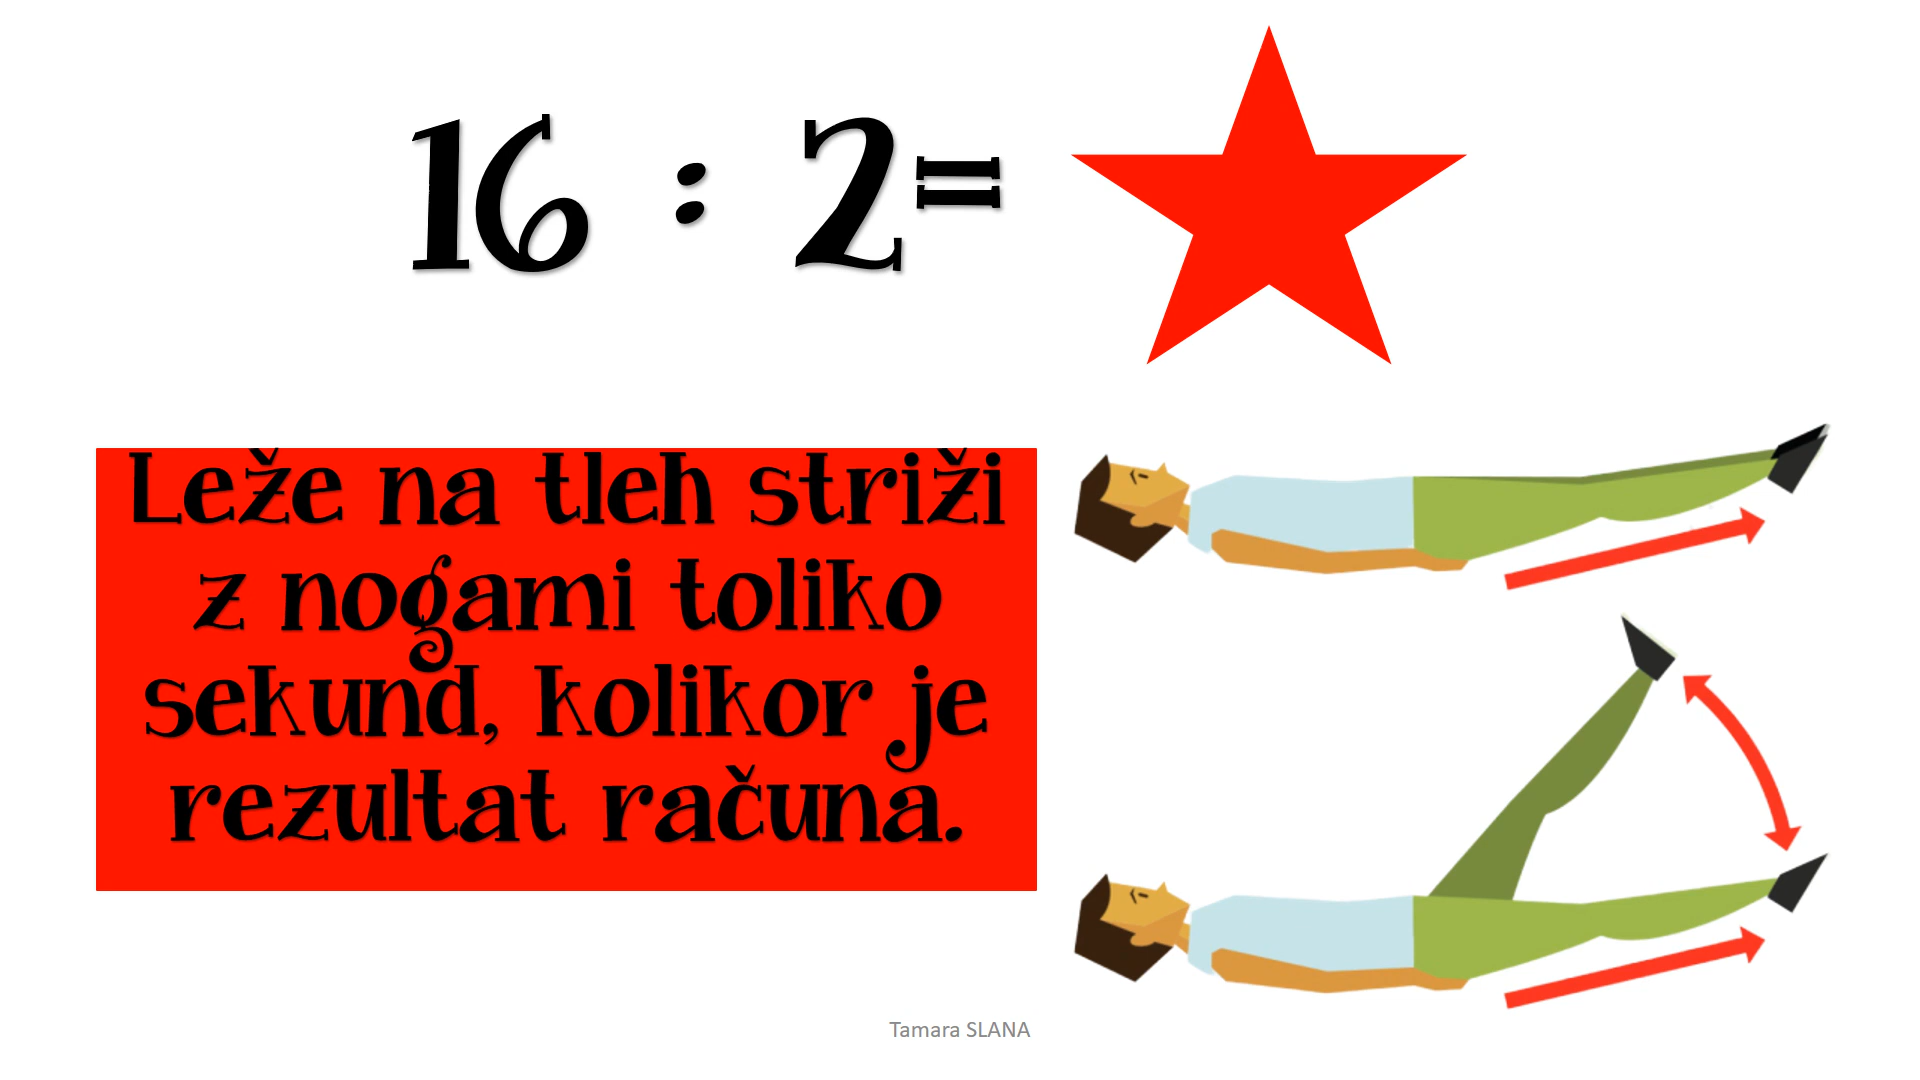 16 : 2=
Leže na tleh striži
z nogami toliko
sekund, kolikor je
rezultat računa.
Tamara SLANA